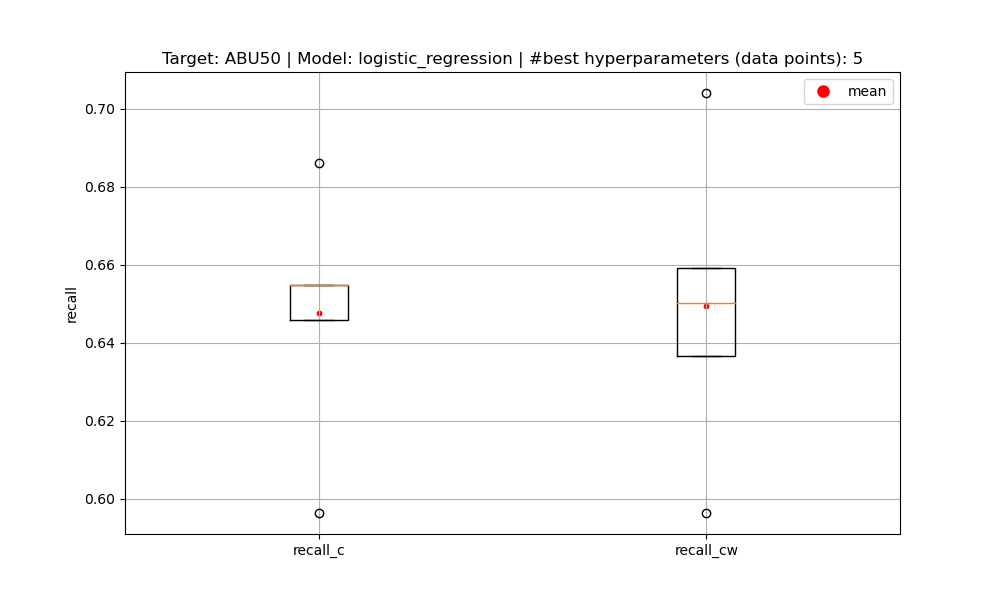 Target: ABU50 | Model: logistic_regression | #best hyperparameters (data points): 5
mean
0.70
0.68
0.66
0.64
0.62
0.60
recall
recall_c
recall_cw